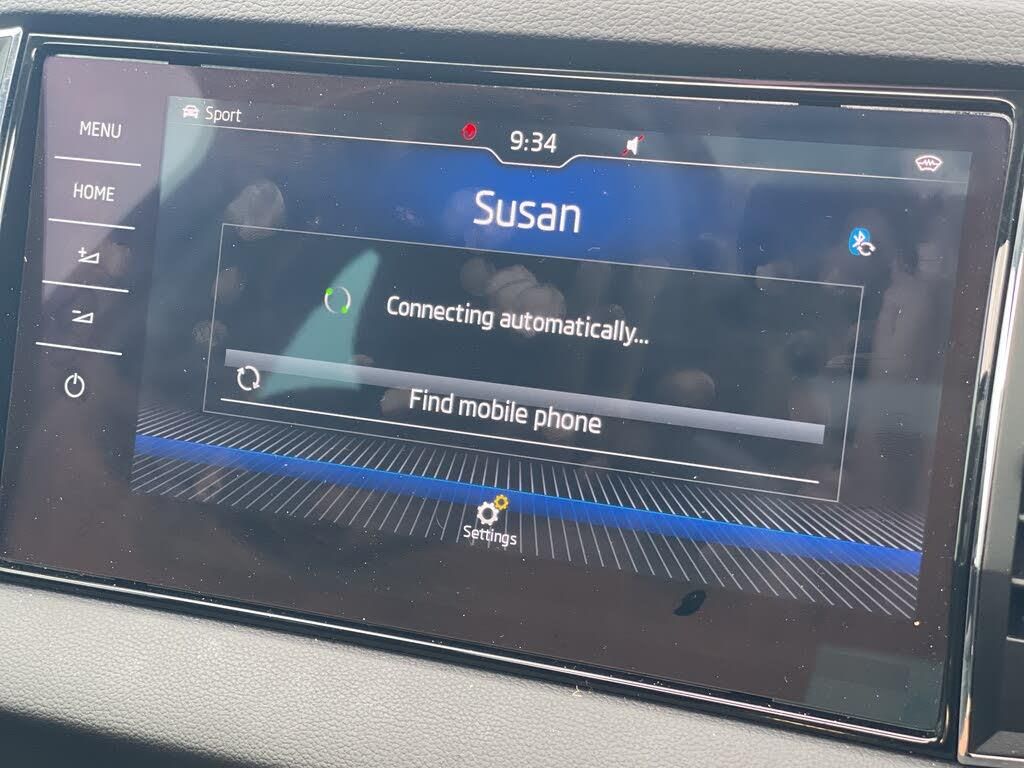 Sport
9:34
MENU
HOME
Susan
Connecting automatically...
Find mobile phone
Settings